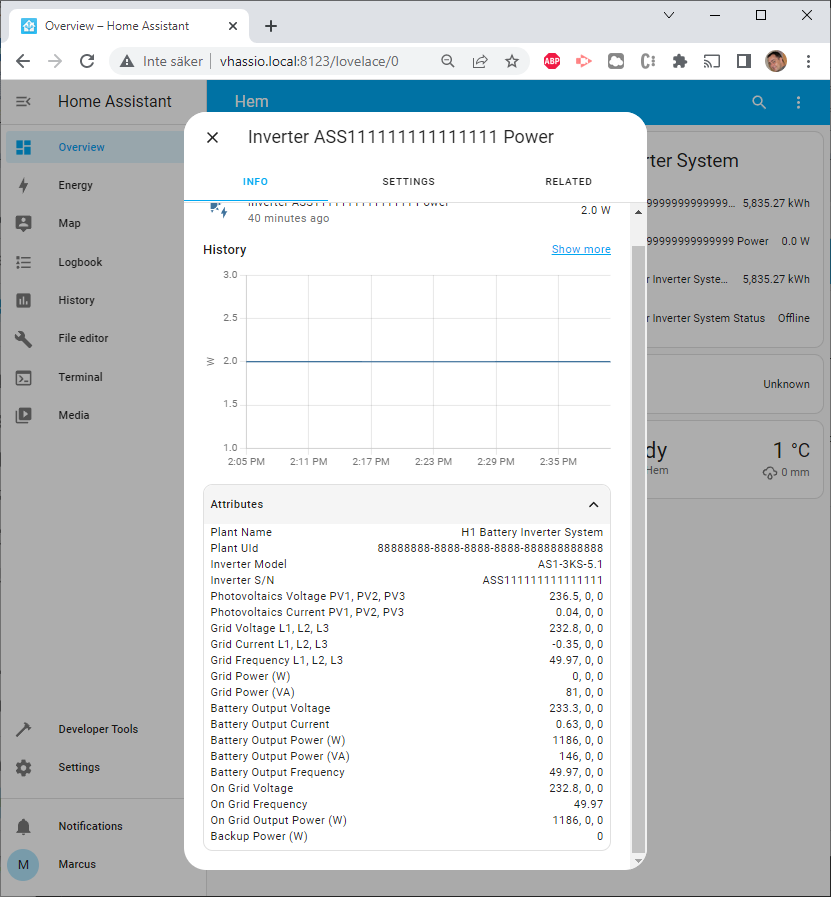 Overview – Home Assistant
Inte säker
vhassio.local:8123/lovelace/0
ABP
Home Assistant
Hem
Overview
Energy
Map
Logbook
History
File editor
Terminal
Media
Developer Tools
Settings
Notifications
M Marcus
Inverter ASS111111111111111 Power
INFO SETTINGS RELATED
Inverter ASS111111111111111 Power 2.0 W
40 minutes ago
History Show more
3.0
2.5
W 2.0
1.5
1.0
2:05 PM 2:11 PM 2:17 PM 2:23 PM 2:29 PM 2:35 PM
Attributes
Plant Name H1 Battery Inverter System
Plant UId 88888888-8888-8888-8888-888888888888
Inverter Model AS1-3KS-5.1
Inverter S/N ASS111111111111111
Photovoltaics Voltage PV1, PV2, PV3 236.5, 0, 0
Photovoltaics Current PV1, PV2, PV3 0.04, 0, 0
Grid Voltage L1, L2, L3 232.8, 0, 0
Grid Current L1, L2, L3 -0.35, 0, 0
Grid Frequency L1, L2, L3 49.97, 0, 0
Grid Power (W) 0, 0, 0
Grid Power (VA) 81, 0, 0
Battery Output Voltage 233.3, 0, 0
Battery Output Current 0.63, 0, 0
Battery Output Power (W) 1186, 0, 0
Battery Output Power (VA) 146, 0, 0
Battery Output Frequency 49.97, 0, 0
On Grid Voltage 232.8, 0, 0
On Grid Frequency 49.97
On Grid Output Power (W) 1186, 0, 0
Backup Power (W) 0
rter System
9999999999999... 5,835.27 kWh
99999999999999 Power 0.0 W
r Inverter Syste... 5,835.27 kWh
r Inverter System Status Offline
Unknown
dy 1 °C
Hem 0 mm